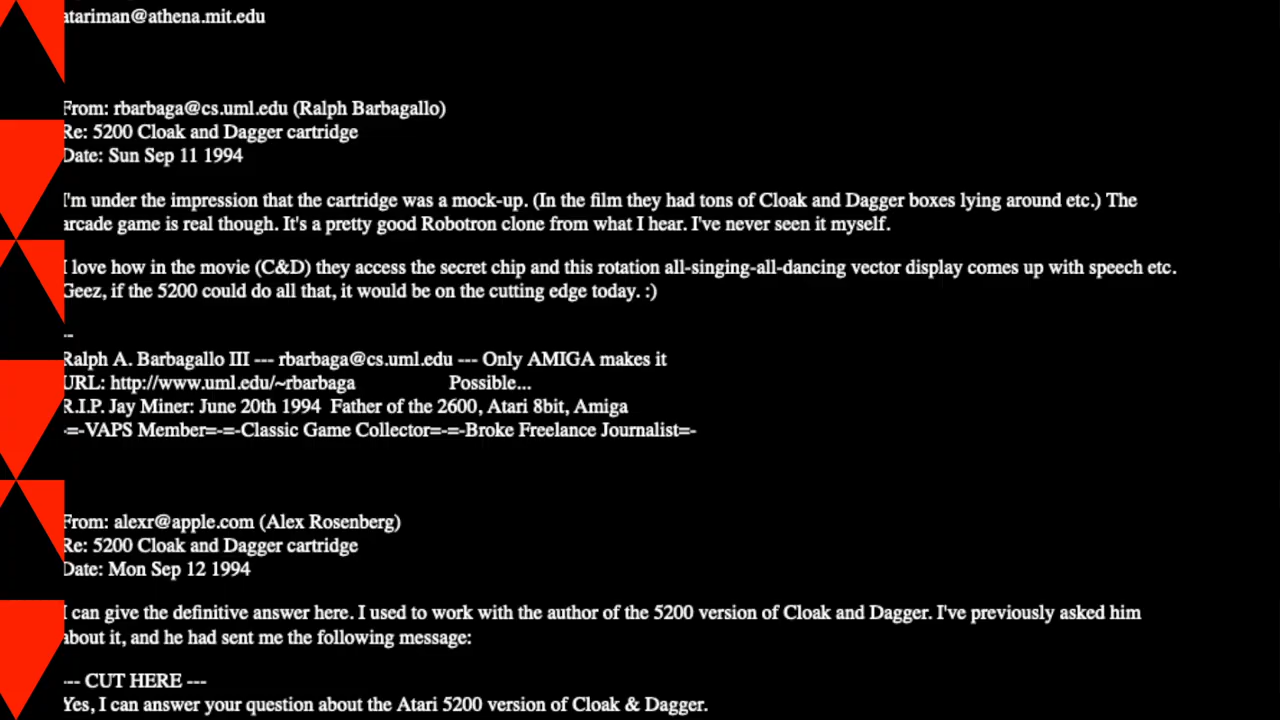 atariman@athena.mit.edu
From: rbarbaga@cs.uml.edu (Ralph Barbagallo)
Re: 5200 Cloak and Dagger cartridge
Date: Sun Sep 11 1994
I'm under the impression that the cartridge was a mock-up. (In the film they had tons of Cloak and Dagger boxes lying around etc.) The
arcade game is real though. It's a pretty good Robotron clone from what I hear. I've never seen it myself.
I love how in the movie (C&D) they access the secret chip and this rotation all-singing-all-dancing vector display comes up with speech etc.
Geez, if the 5200 could do all that, it would be on the cutting edge today. :)
--
Ralph A. Barbagallo III --- rbarbaga@cs.uml.edu --- Only AMIGA makes it
URL: http://www.uml.edu/~rbarbaga Possible...
R.I.P. Jay Miner: June 20th 1994 Father of the 2600, Atari 8bit, Amiga
-=-VAPS Member=-=-Classic Game Collector=-=-Broke Freelance Journalist=-
From: alexr@apple.com (Alex Rosenberg)
Re: 5200 Cloak and Dagger cartridge
Date: Mon Sep 12 1994
I can give the definitive answer here. I used to work with the author of the 5200 version of Cloak and Dagger. I've previously asked him
about it, and he had sent me the following message:
--- CUT HERE ---
Yes, I can answer your question about the Atari 5200 version of Cloak & Dagger.